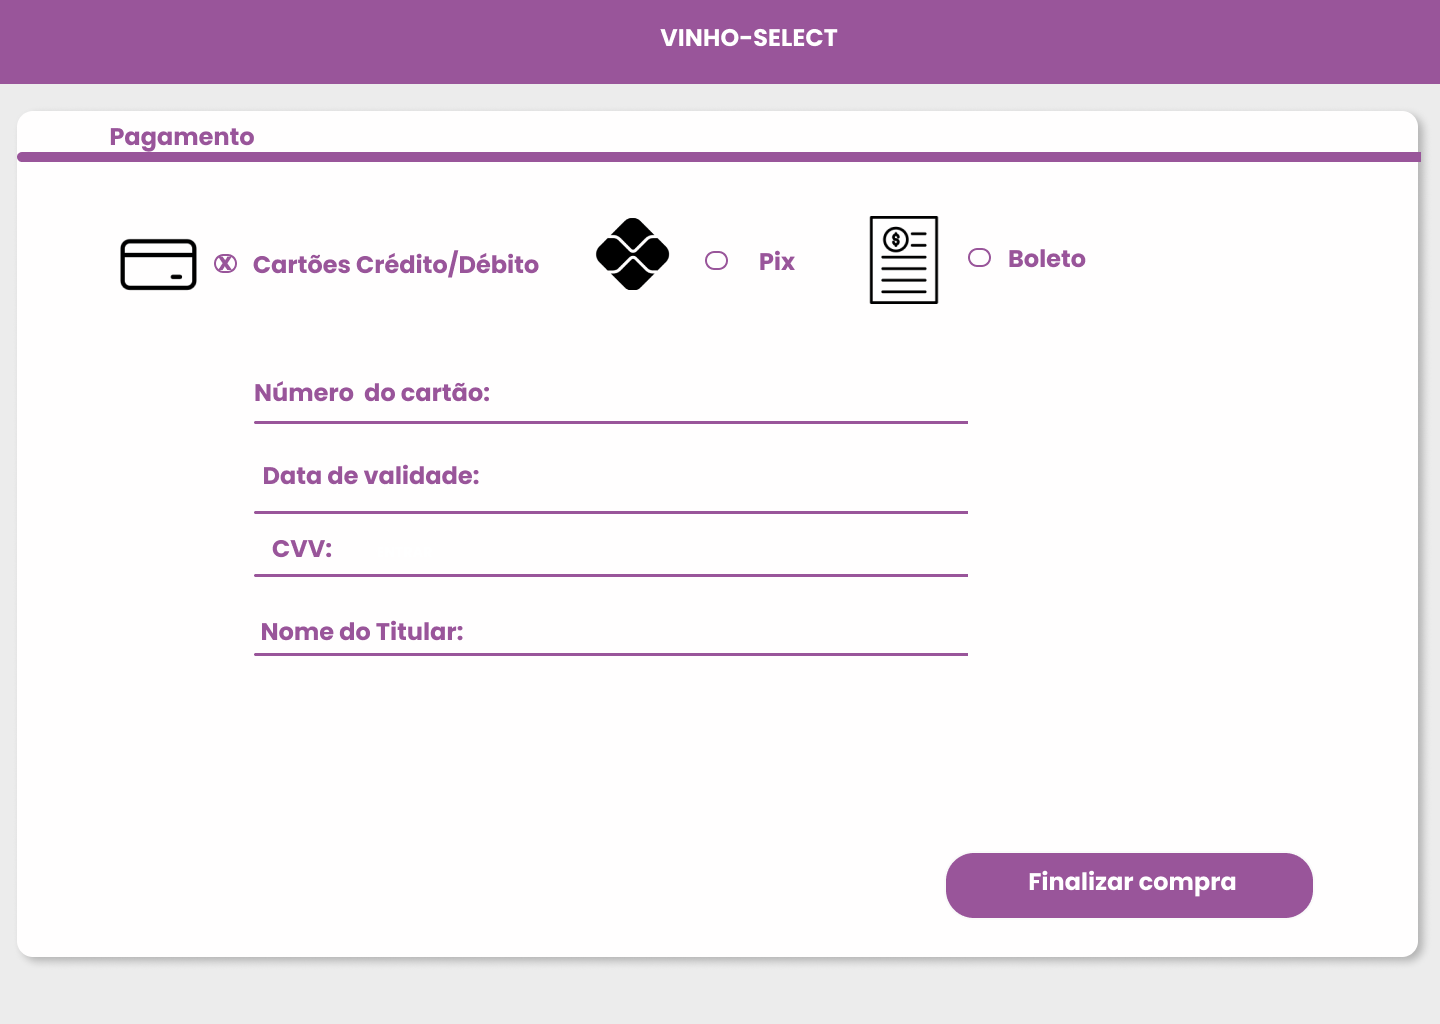 VINHO-SELECT
Pagamento
X Cartões Crédito/Débito
Pix
$
Boleto
Número  do cartão:
Data de validade:
CVV:
Nome do Titular:
Finalizar compra